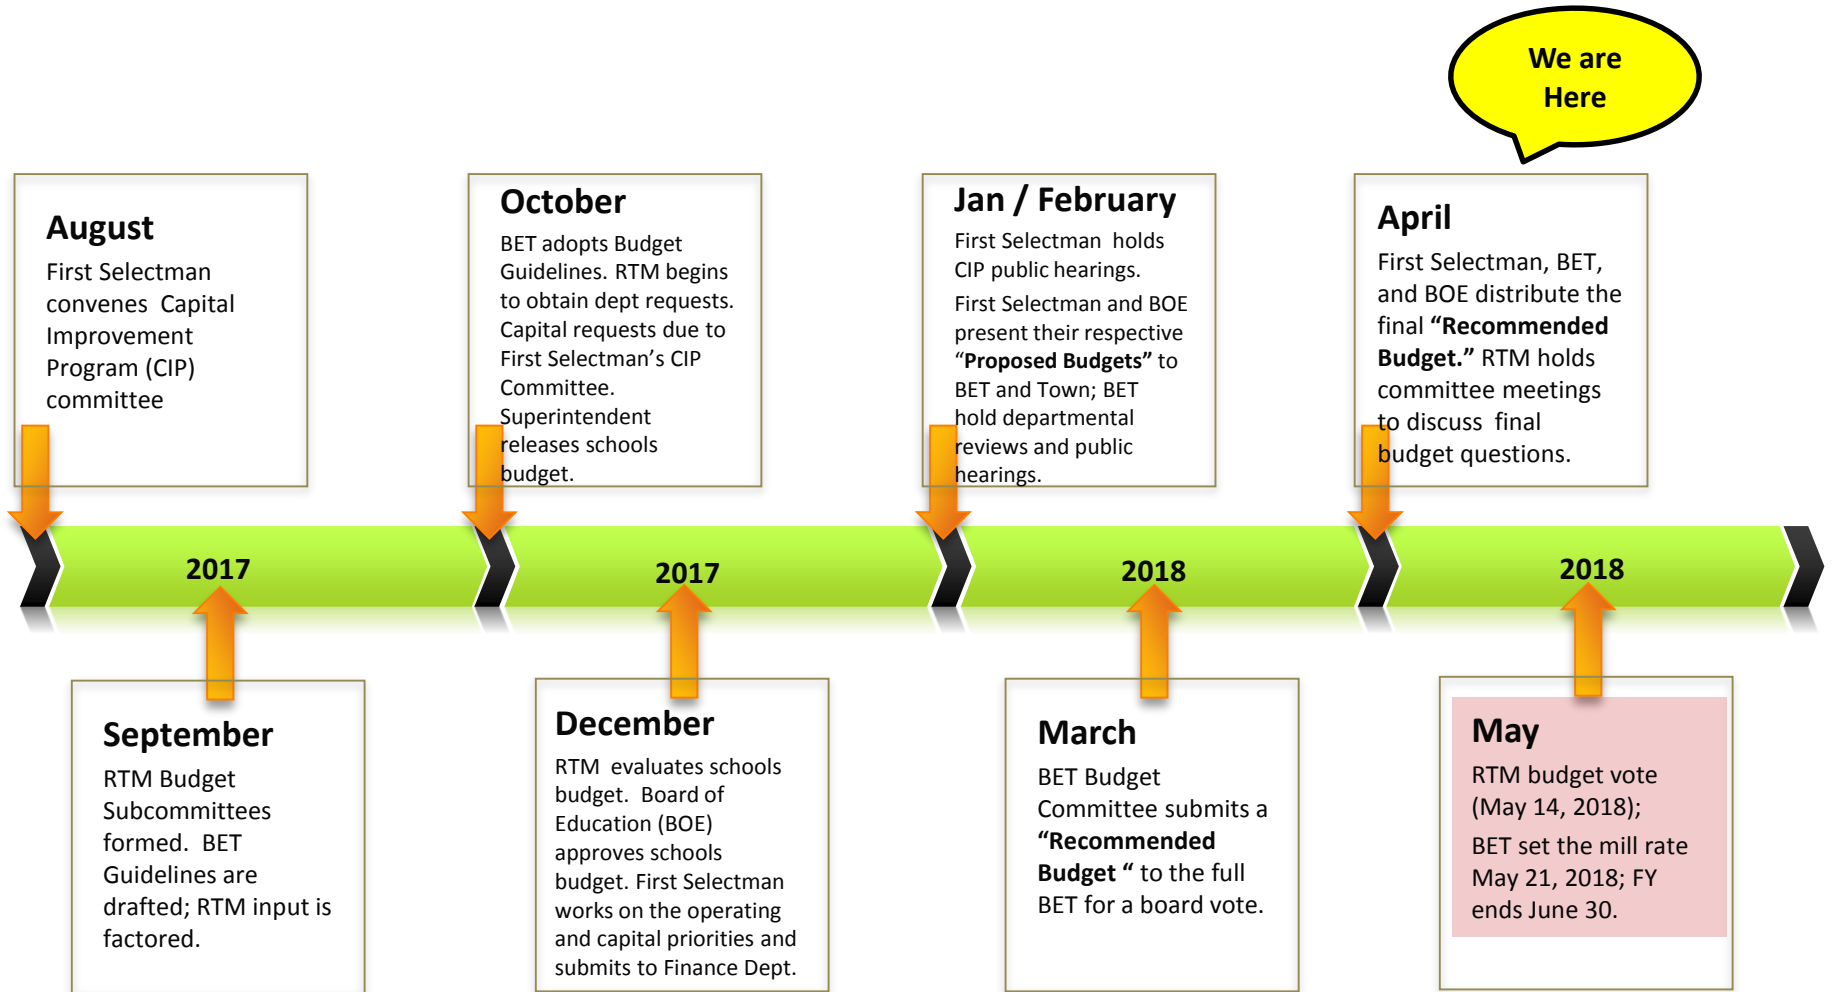 We are
Here
August
First Selectman
convenes  Capital
Improvement
Program (CIP)
committee
October
BET adopts Budget
Guidelines. RTM begins
to obtain dept requests.
Capital requests due to
First Selectman’s CIP
Committee.
Superintendent
releases schools
budget.
Jan / February
First Selectman  holds
CIP public hearings.
First Selectman and BOE
present their respective
“Proposed Budgets” to
BET and Town; BET
hold departmental
reviews and public
hearings.
April
First Selectman, BET,
and BOE distribute the
final “Recommended
Budget.” RTM holds
committee meetings
to discuss  final
budget questions.
2017
2017
2018
2018
September
RTM Budget
Subcommittees
formed.  BET
Guidelines are
drafted; RTM input is
factored.
December
RTM  evaluates schools
budget.  Board of
Education (BOE)
approves schools
budget. First Selectman
works on the operating
and capital priorities and
submits to Finance Dept.
March
BET Budget
Committee submits a
“Recommended
Budget “ to the full
BET for a board vote.
May
RTM budget vote
(May 14, 2018);
BET set the mill rate
May 21, 2018; FY
ends June 30.